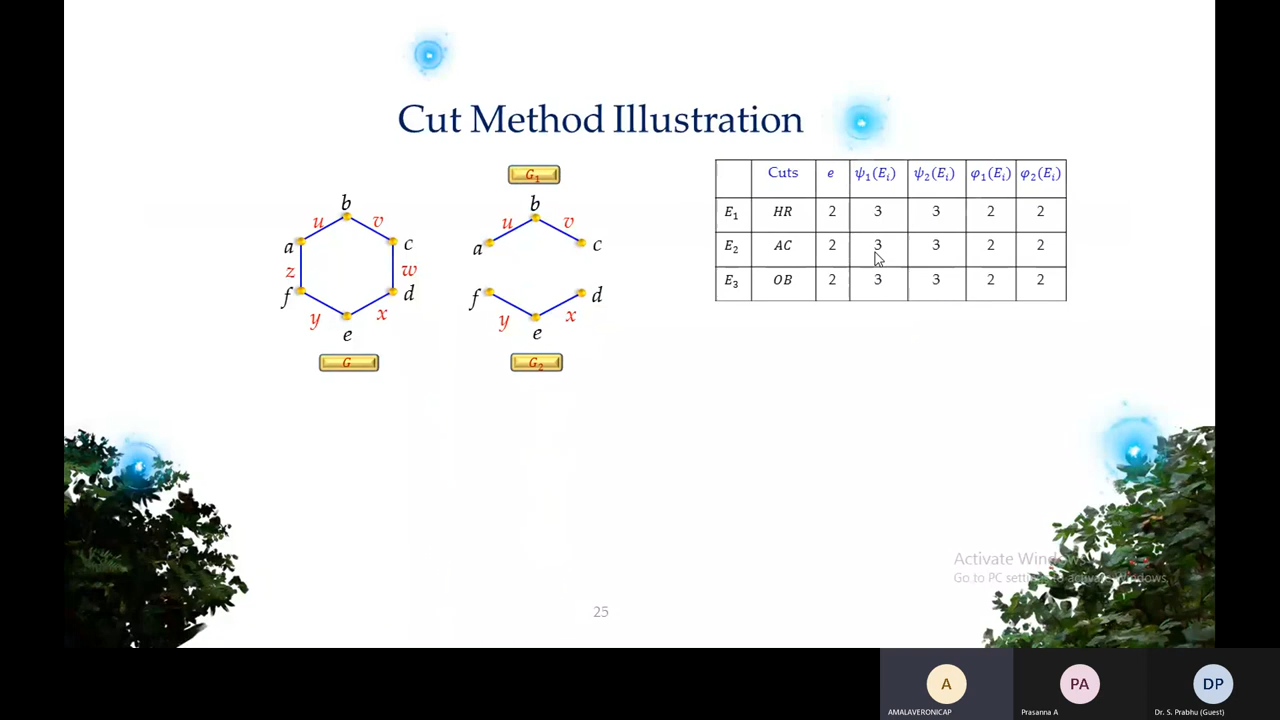 Cut Method Illustration
b
u v
a c
z w
f d
y x
e
G
G₁
b
u v
a c
f d
y x
e
G₂
Cuts e ψ₁(Eᵢ) ψ₂(Eᵢ) φ₁(Eᵢ) φ₂(Eᵢ)
E₁ HR 2 3 3 2 2
E₂ AC 2 3 3 2 2
E₃ OB 2 3 3 2 2
Activate Windows
Go to PC settings to activate Windows.
25
A
AMALAVERONICAP
PA
Prasanna A
DP
Dr. S. Prabhu (Guest)